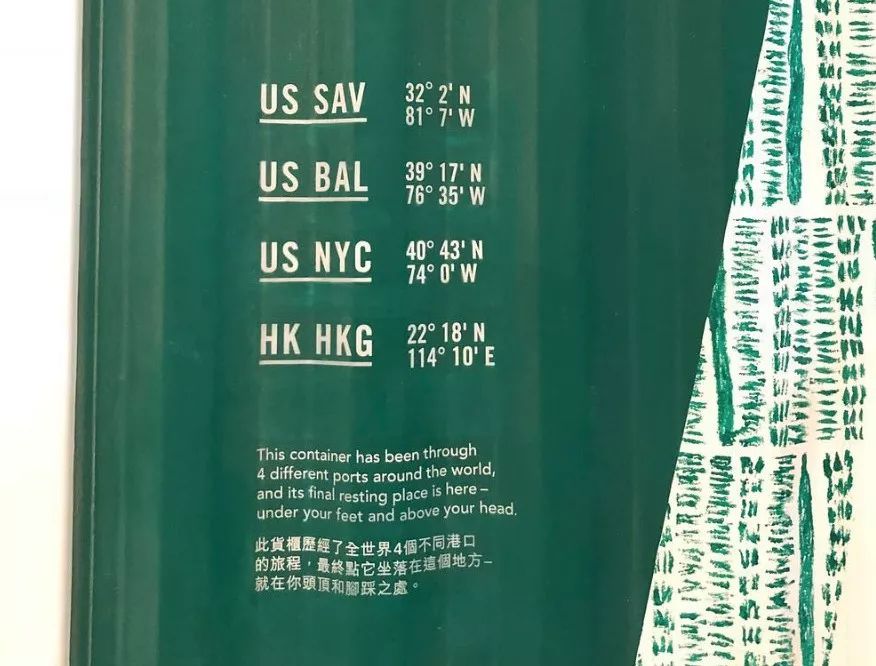 US SAV 32° 2' N
81° 7' W
US BAL 39° 17' N
76° 35' W
US NYC 40° 43' N
74° 0' W
HK HKG 22° 18' N
114° 10' E
This container has been through
4 different ports around the world,
and its final resting place is here –
under your feet and above your head.
此貨櫃歷經了全世界4個不同港口
的旅程，最終點它坐落在這個地方–
就在你頭頂和腳踩之處。